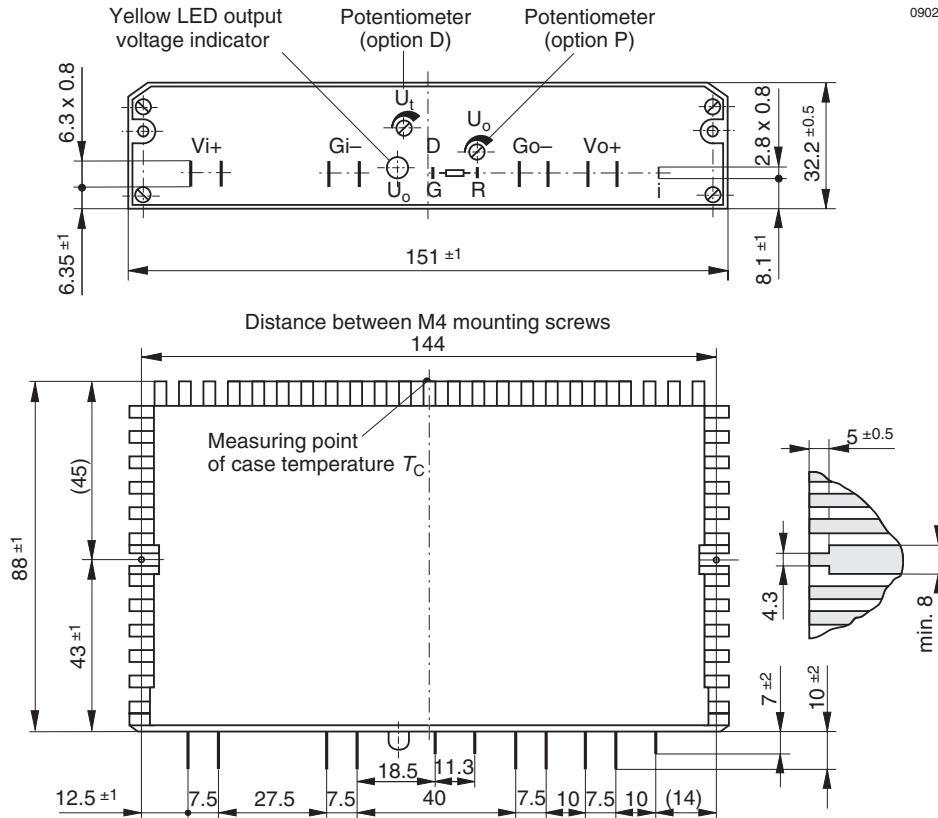 Yellow LED output
voltage indicator
Potentiometer
(option D)
Potentiometer
(option P)
0902
6.3 x 0.8
Ut
Uo
2.8 x 0.8
32.2 ±0.5
Vi+
Gi–
D
Go–
Vo+
Uo
G
R
i
6.35 ±1
151 ±1
8.1 ±1
Distance between M4 mounting screws
144
Measuring point
of case temperature TC
5 ±0.5
(45)
88 ±1
43 ±1
4.3
min. 8
7 ±2
10 ±2
18.5
11.3
12.5 ±1
7.5
27.5
7.5
40
7.5
10
7.5
10
(14)